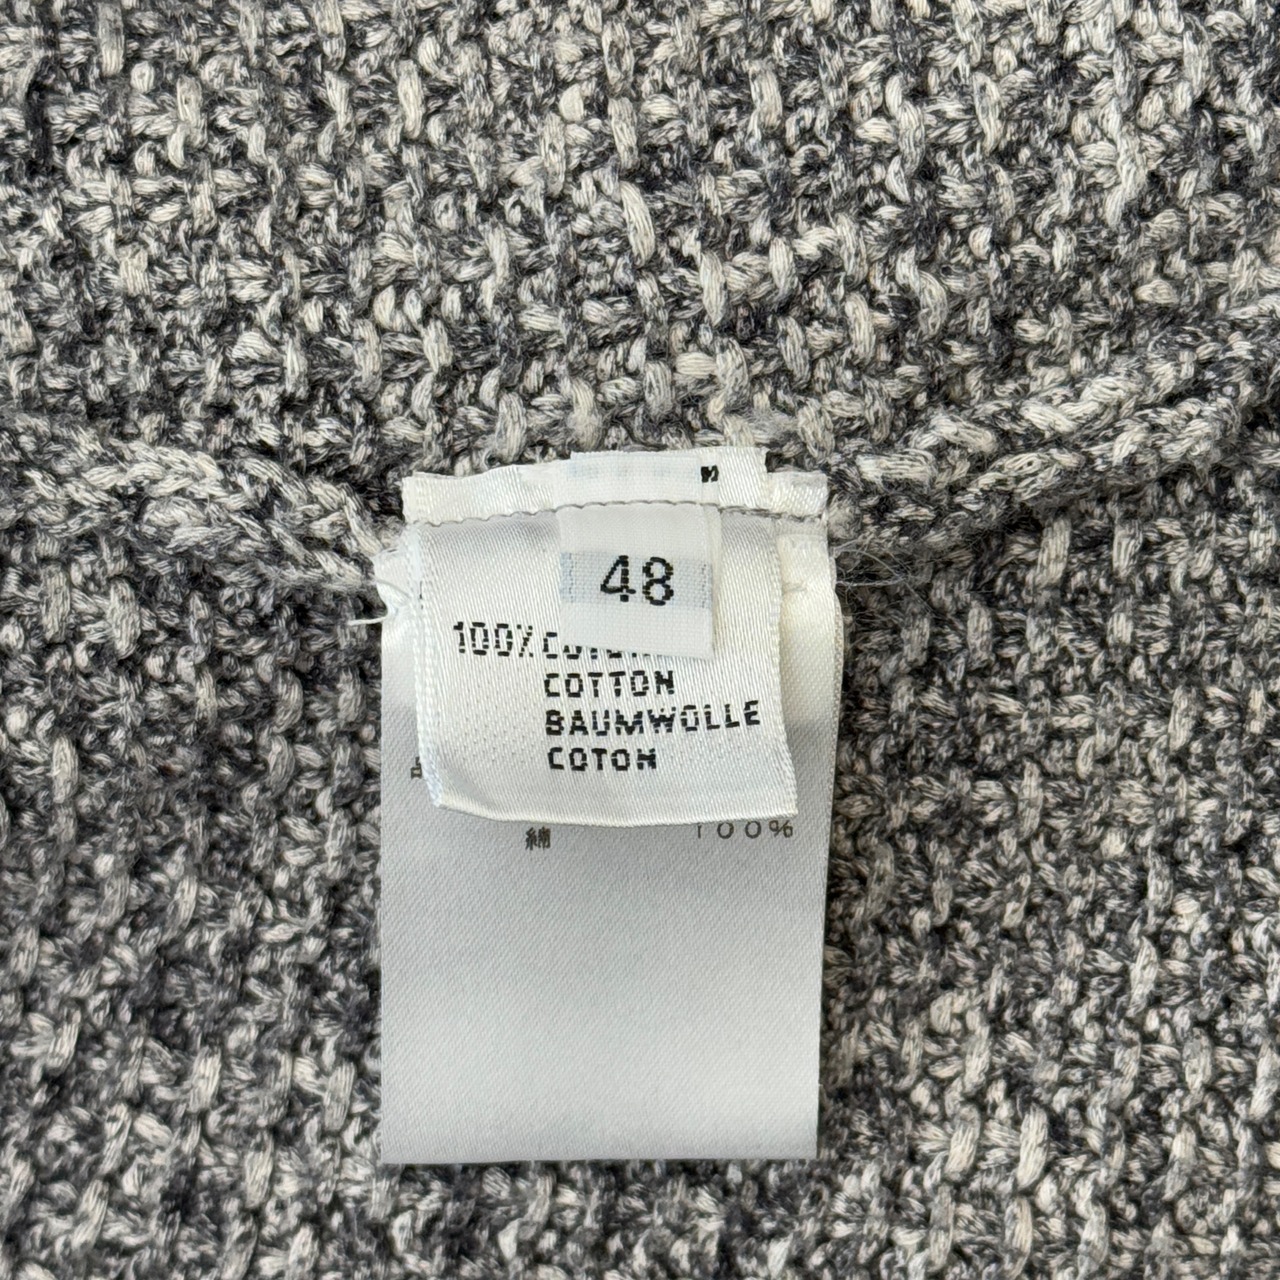 48
100%
COTTON
BAUMWOLLE
COTON
綿 100%